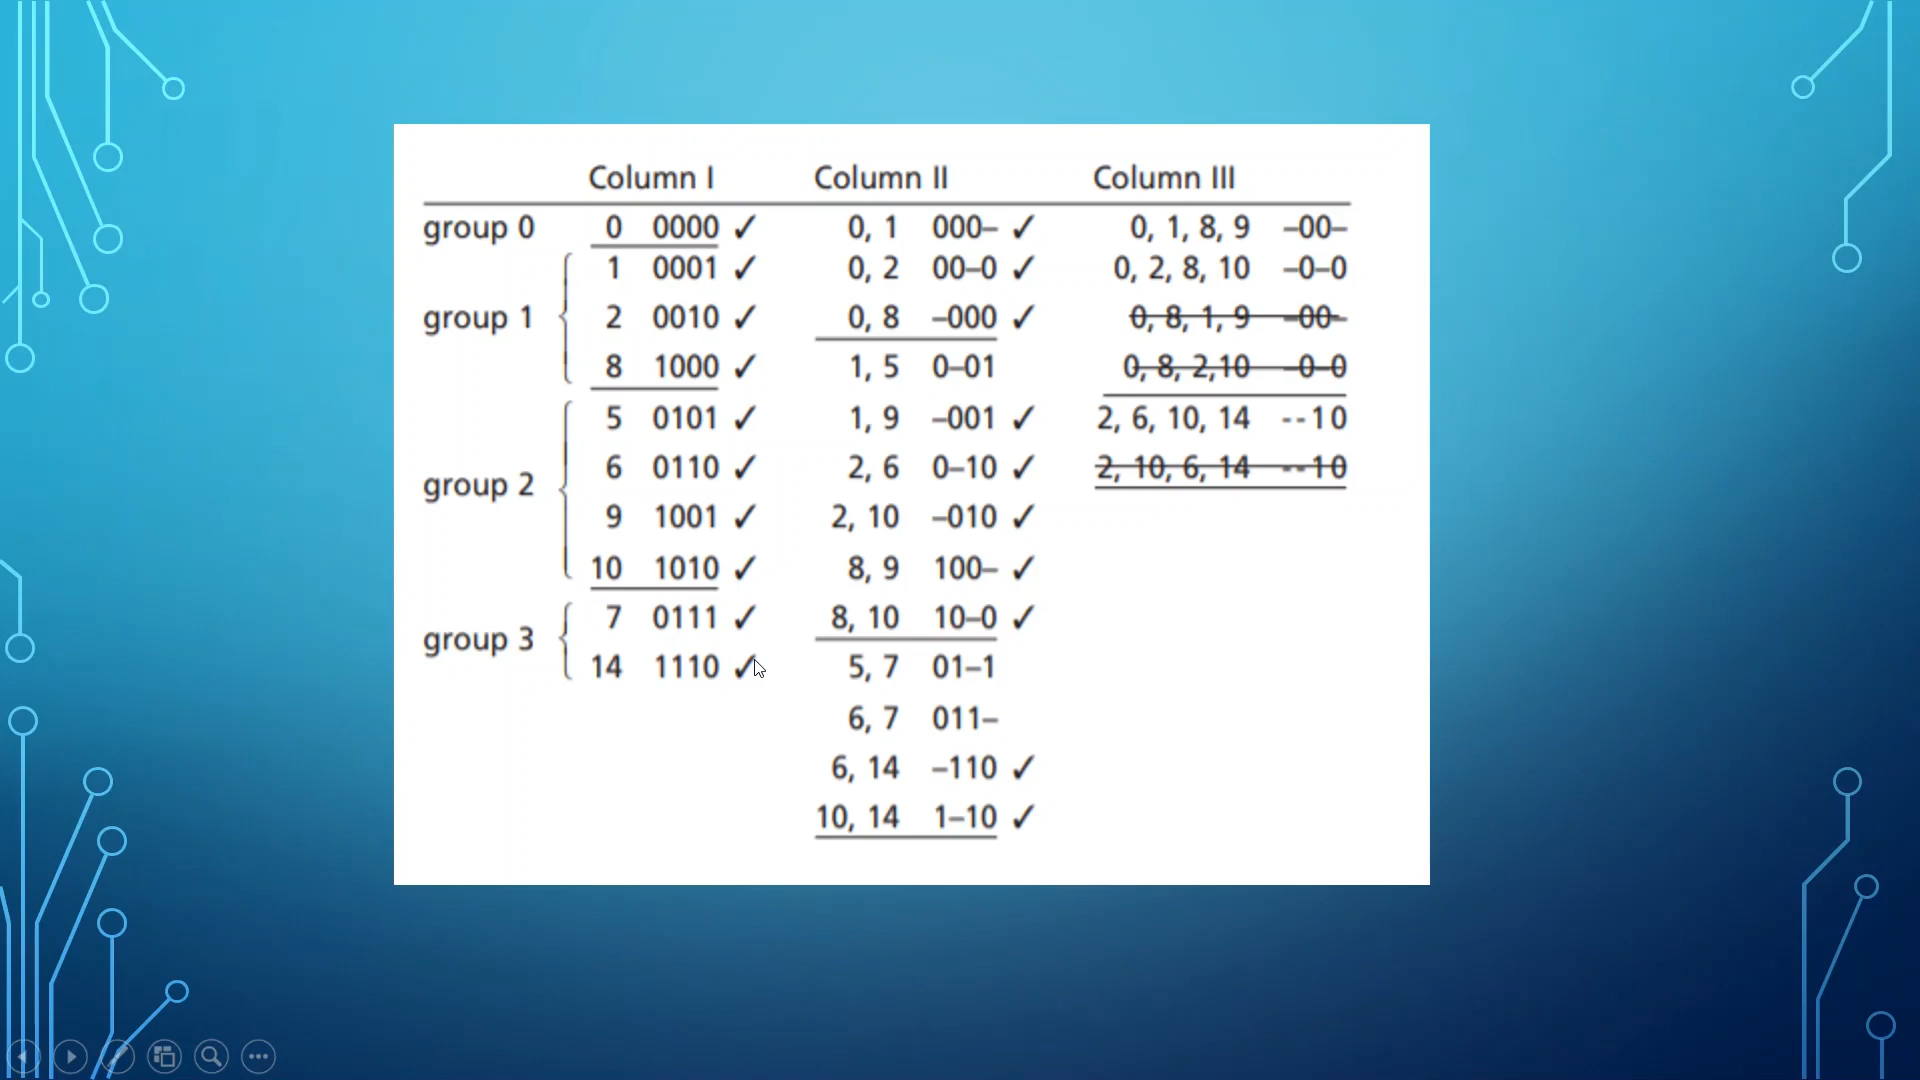 Column I Column II Column III
group 0 0 0000 ✓ 0, 1 000– ✓ 0, 1, 8, 9 –00–
1 0001 ✓ 0, 2 00–0 ✓ 0, 2, 8, 10 –0–0
group 1 2 0010 ✓ 0, 8 –000 ✓ 0, 8, 1, 9 –00–
8 1000 ✓ 1, 5 0–01 0, 8, 2,10 –0–0
5 0101 ✓ 1, 9 –001 ✓ 2, 6, 10, 14 --10
6 0110 ✓ 2, 6 0–10 ✓ 2, 10, 6, 14 --10
group 2
9 1001 ✓ 2, 10 –010 ✓
10 1010 ✓ 8, 9 100– ✓
7 0111 ✓ 8, 10 10–0 ✓
group 3
14 1110 ✓ 5, 7 01–1
6, 7 011–
6, 14 –110 ✓
10, 14 1–10 ✓